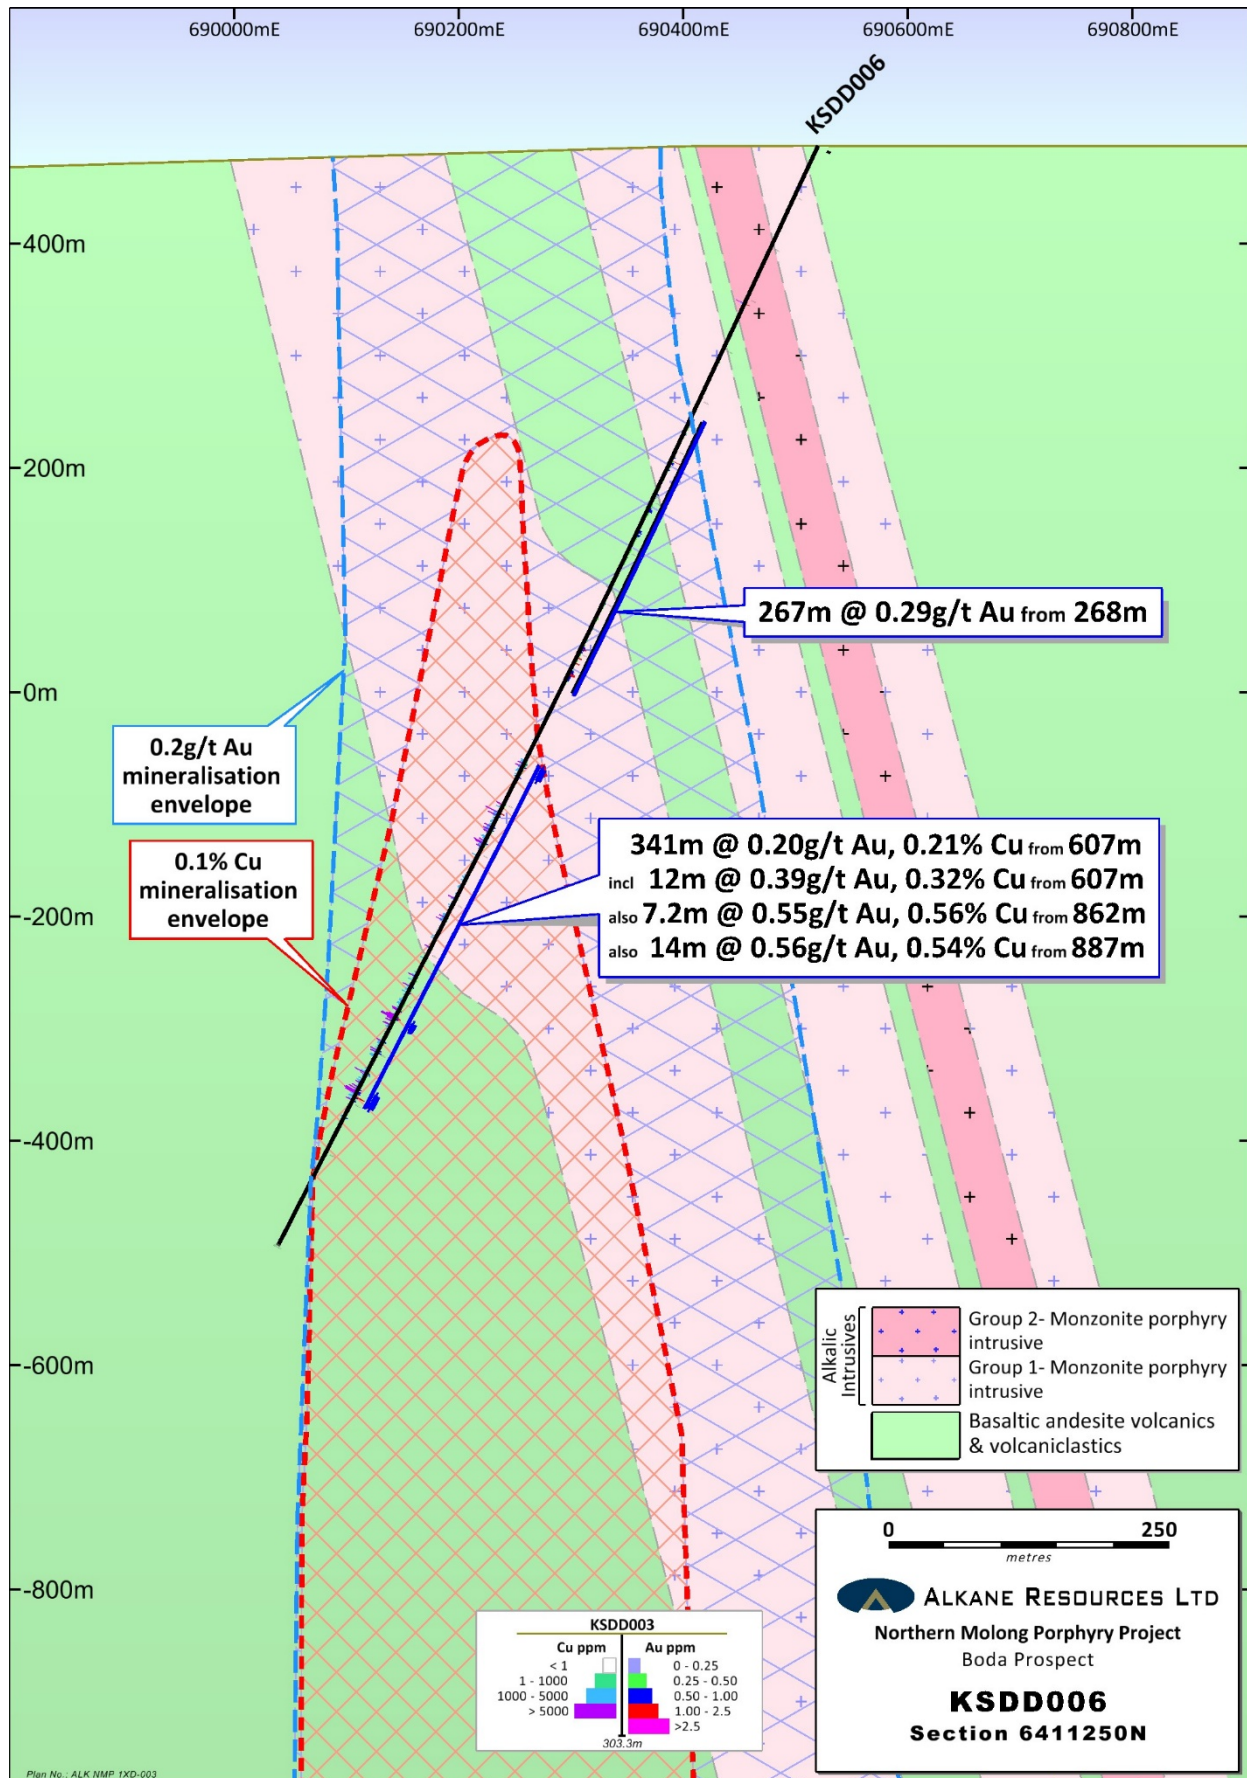 690000mE 690200mE 690400mE 690600mE 690800mE
KSDD006
400m
200m
0m
-200m
-400m
-600m
-800m
267m @ 0.29g/t Au from 268m
0.2g/t Au
mineralisation
envelope
0.1% Cu
mineralisation
envelope
341m @ 0.20g/t Au, 0.21% Cu from 607m
incl 12m @ 0.39g/t Au, 0.32% Cu from 607m
also 7.2m @ 0.55g/t Au, 0.56% Cu from 862m
also 14m @ 0.56g/t Au, 0.54% Cu from 887m
Alkalic
Intrusives
Group 2- Monzonite porphyry
intrusive
Group 1- Monzonite porphyry
intrusive
Basaltic andesite volcanics
& volcaniclastics
0 250
metres
ALKANE RESOURCES LTD
Northern Molong Porphyry Project
Boda Prospect
KSDD006
Section 6411250N
KSDD003
Cu ppm Au ppm
< 1 0 - 0.25
1 - 1000 0.25 - 0.50
1000 - 5000 0.50 - 1.00
> 5000 1.00 - 2.5
>2.5
303.3m
Plan No.: ALK NMP 1XD-003